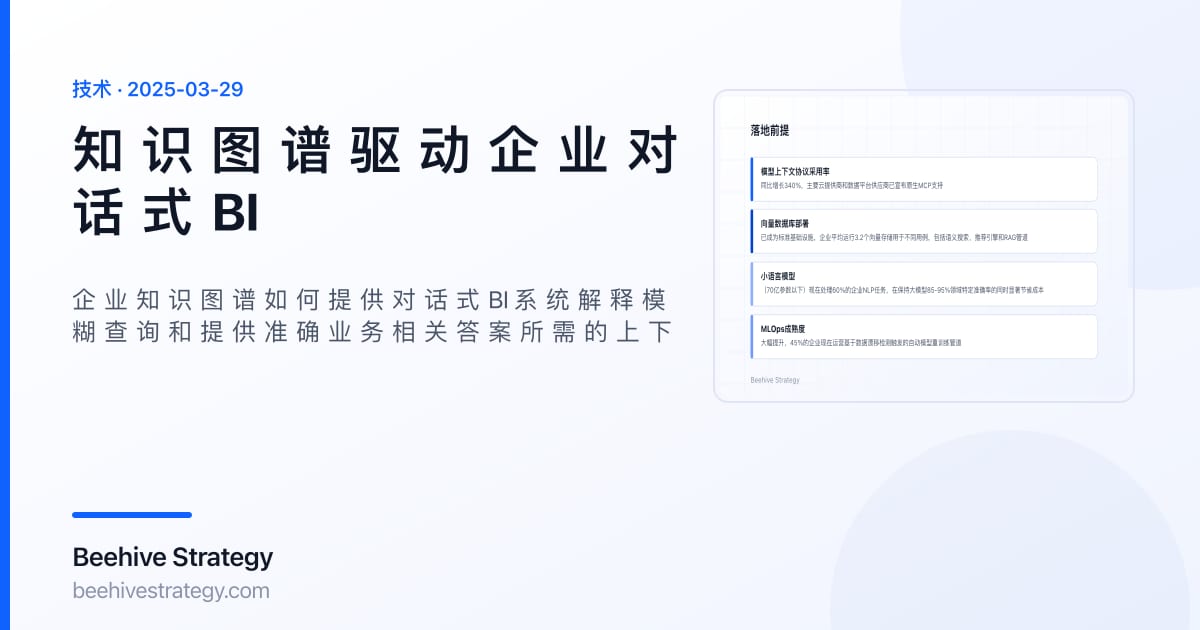 技术 · 2025-03-29
知识图谱驱动企业对
话式 BI
企业知识图谱如何提供对话式 BI 系统解释模
糊查询和提供准确业务相关答案所需的上下
Beehive Strategy
beehivestrategy.com
落地前提
模型上下文协议采用率
同比增长340%，主要云提供商和数据平台供应商已宣布原生MCP支持
向量数据库部署
已成为标准基础设施，企业平均运行3.2个向量存储用于不同用例，包括语义搜索、推荐引擎和RAG管道
小语言模型
（70亿参数以下）现在处理60%的企业NLP任务，在保持大模型85-95%领域特定准确率的同时显著节省成本
MLOps成熟度
大幅提升，45%的企业现在运营基于数据漂移检测触发的自动模型重训练管道
Beehive Strategy